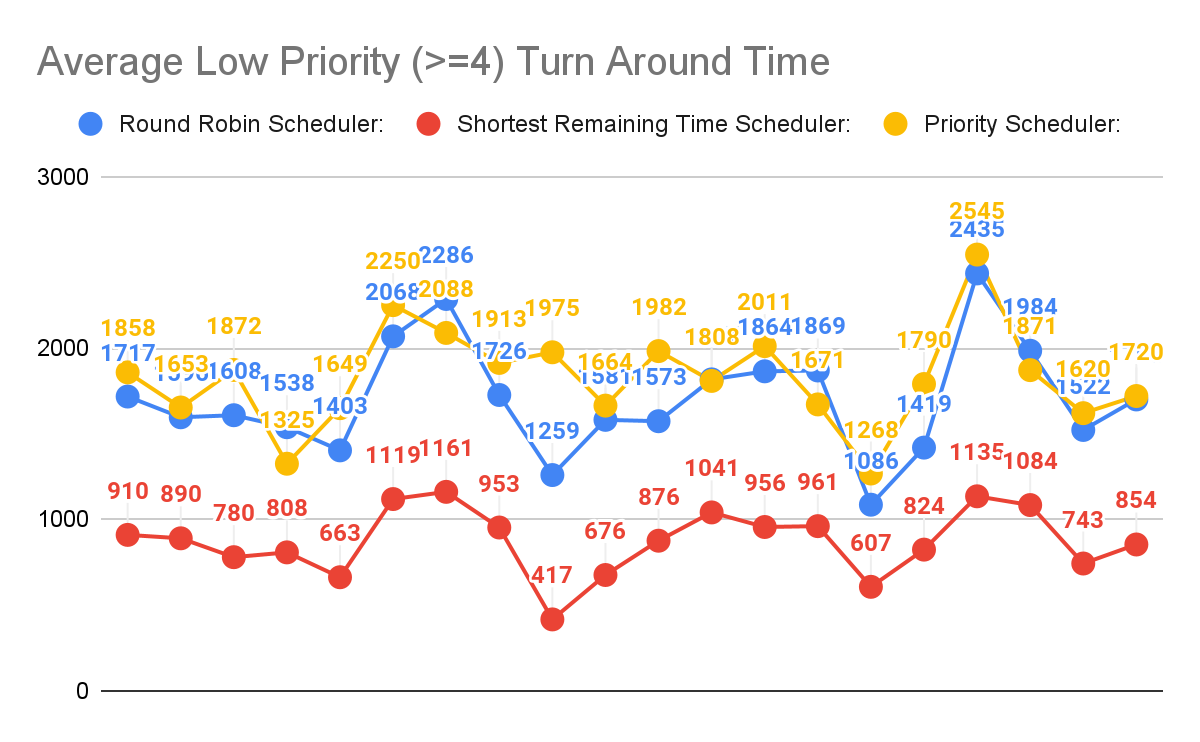 Average Low Priority (>=4) Turn Around Time
Round Robin Scheduler: Shortest Remaining Time Scheduler: Priority Scheduler:
3000
2545
2435
2250 2286
2068 2088
1913 1975 1982 2011
1858 1872 1984
1717 1726 1864 1869 1871
1653 1608 1649 1664 1808 1671 1790 1720
2000
1538 1581 1573 1620
1522
1325 1403 1259 1268 1419
1086
1119 1161 1135 1084
910 890 953 1041 956 961
780 808 876 824 854
663 676 743
607
417
1000
0